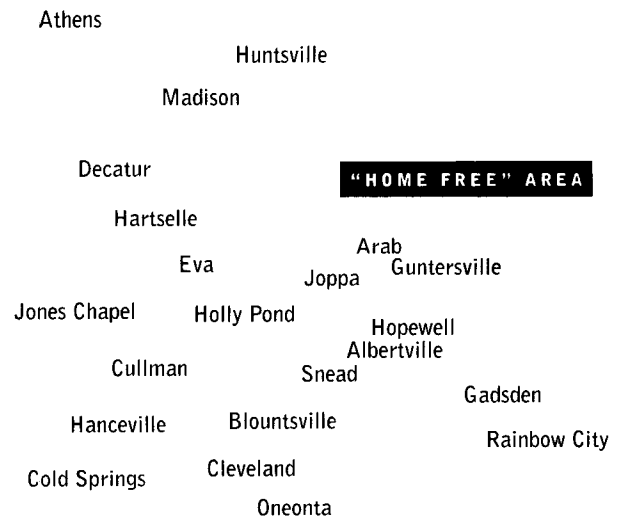 Athens
Huntsville
Madison
Decatur
"HOME FREE" AREA
Hartselle
Arab
Eva
Guntersville
Joppa
Jones Chapel
Holly Pond
Hopewell
Albertville
Cullman
Snead
Gadsden
Hanceville
Blountsville
Rainbow City
Cleveland
Cold Springs
Oneonta